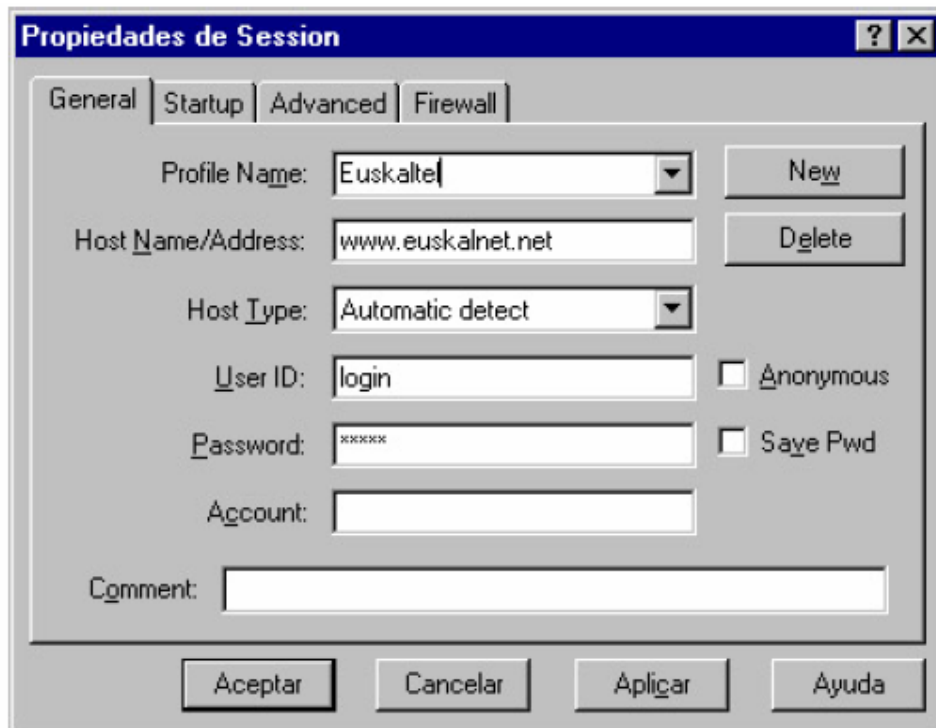 Propiedades de Session
General Startup Advanced Firewall
Profile Name: Euskaltel New
Host Name/Address: www.euskalnet.net Delete
Host Type: Automatic detect
User ID: login Anonymous
Password: ***** Save Pwd
Account:
Comment:
Aceptar Cancelar Aplicar Ayuda